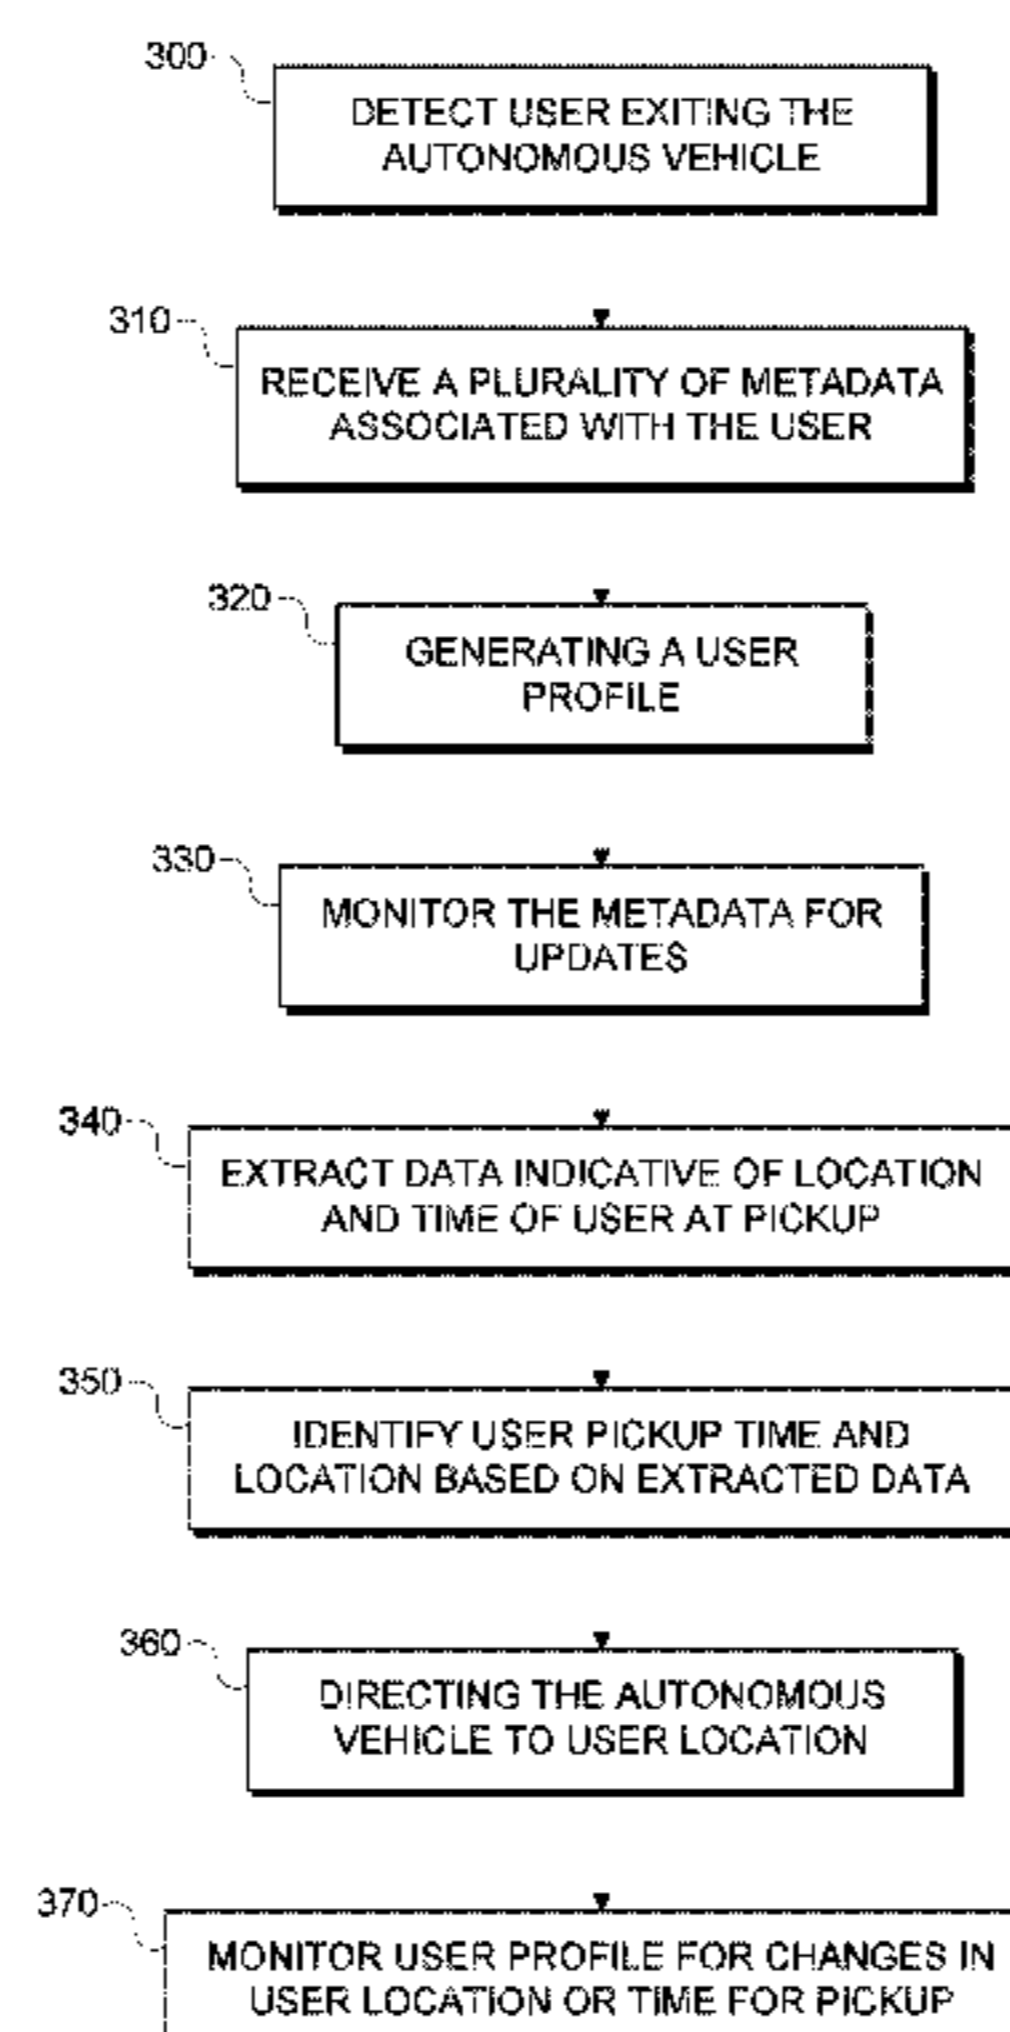 300
DETECT USER EXITING THE
AUTONOMOUS VEHICLE
310
RECEIVE A PLURALITY OF METADATA
ASSOCIATED WITH THE USER
320
GENERATING A USER
PROFILE
330
MONITOR THE METADATA FOR
UPDATES
340
EXTRACT DATA INDICATIVE OF LOCATION
AND TIME OF USER AT PICKUP
350
IDENTIFY USER PICKUP TIME AND
LOCATION BASED ON EXTRACTED DATA
360
DIRECTING THE AUTONOMOUS
VEHICLE TO USER LOCATION
370
MONITOR USER PROFILE FOR CHANGES IN
USER LOCATION OR TIME FOR PICKUP